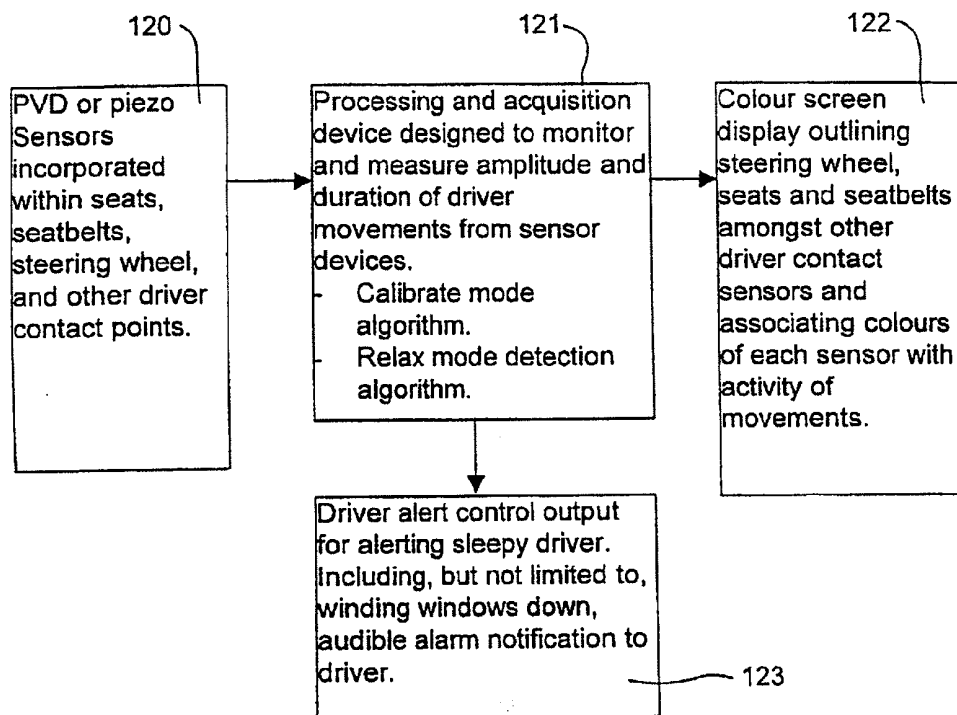 120
PVD or piezo
Sensors
incorporated
within seats,
seatbelts,
steering wheel,
and other driver
contact points.
121
Processing and acquisition
device designed to monitor
and measure amplitude and
duration of driver
movements from sensor
devices.
- Calibrate mode
algorithm.
- Relax mode detection
algorithm.
122
Colour screen
display outlining
steering wheel,
seats and seatbelts
amongst other
driver contact
sensors and
associating colours
of each sensor with
activity of
movements.
Driver alert control output
for alerting sleepy driver.
Including, but not limited to,
winding windows down,
audible alarm notification to
driver.
123